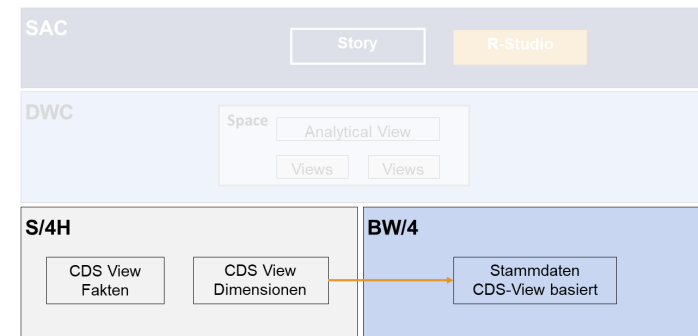 SAC
Story
R-Studio
DWC
Space
Analytical View
Views
Views
S/4H
BW/4
CDS View
Fakten
CDS View
Dimensionen
Stammdaten
CDS-View basiert